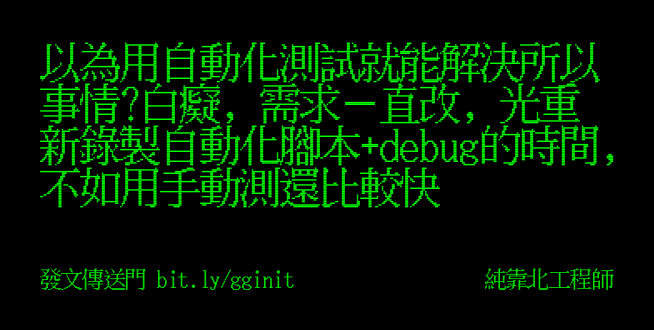 以為用自動化測試就能解決所以
事情?白癡，需求一直改，光重
新錄製自動化腳本+debug的時間，
不如用手動測還比較快
發文傳送門 bit.ly/gginit
純靠北工程師